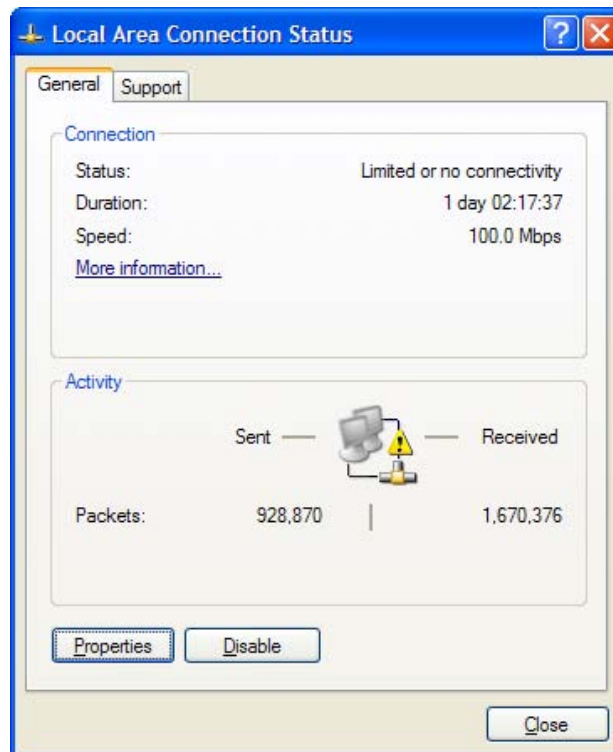 Local Area Connection Status
?
X
General Support
Connection
Status: Limited or no connectivity
Duration: 1 day 02:17:37
Speed: 100.0 Mbps
More information...
Activity
Sent — — Received
Packets: 928,870 | 1,670,376
Properties Disable
Close